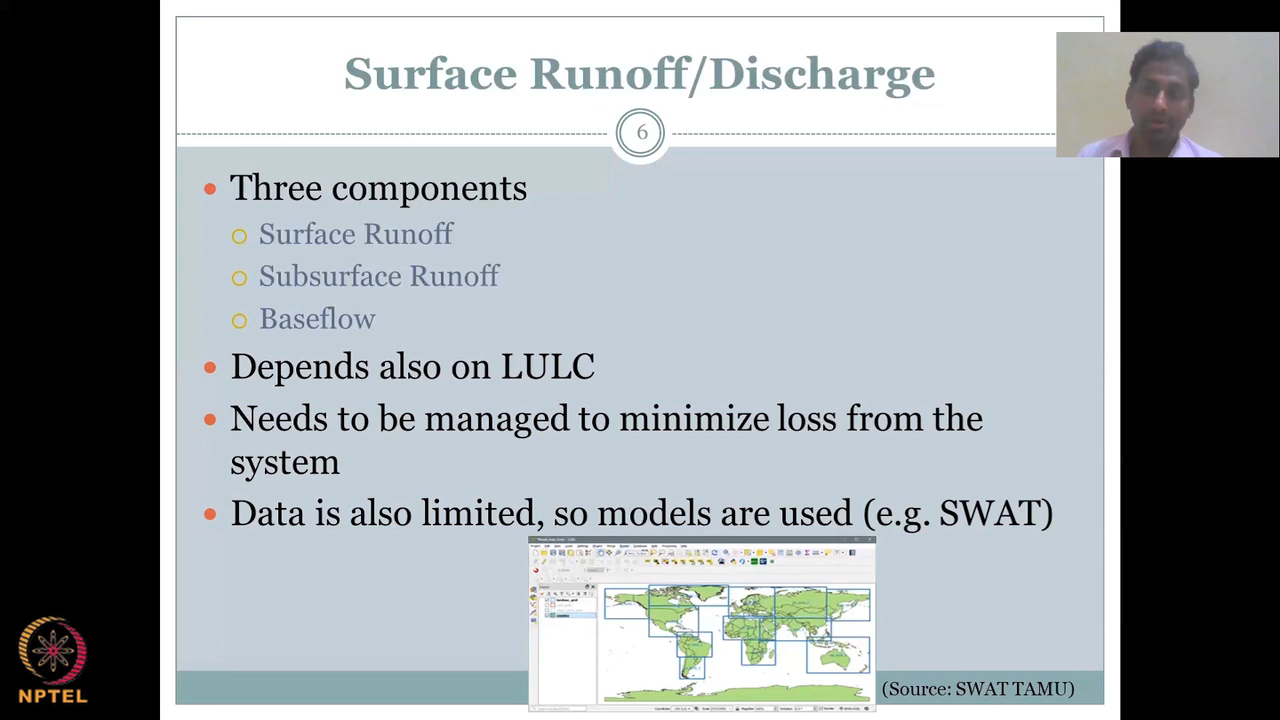 Surface Runoff/Discharge
6
Three components
Surface Runoff
Subsurface Runoff
Baseflow
Depends also on LULC
Needs to be managed to minimize loss from the
system
Data is also limited, so models are used (e.g. SWAT)
(Source: SWAT TAMU)
NPTEL